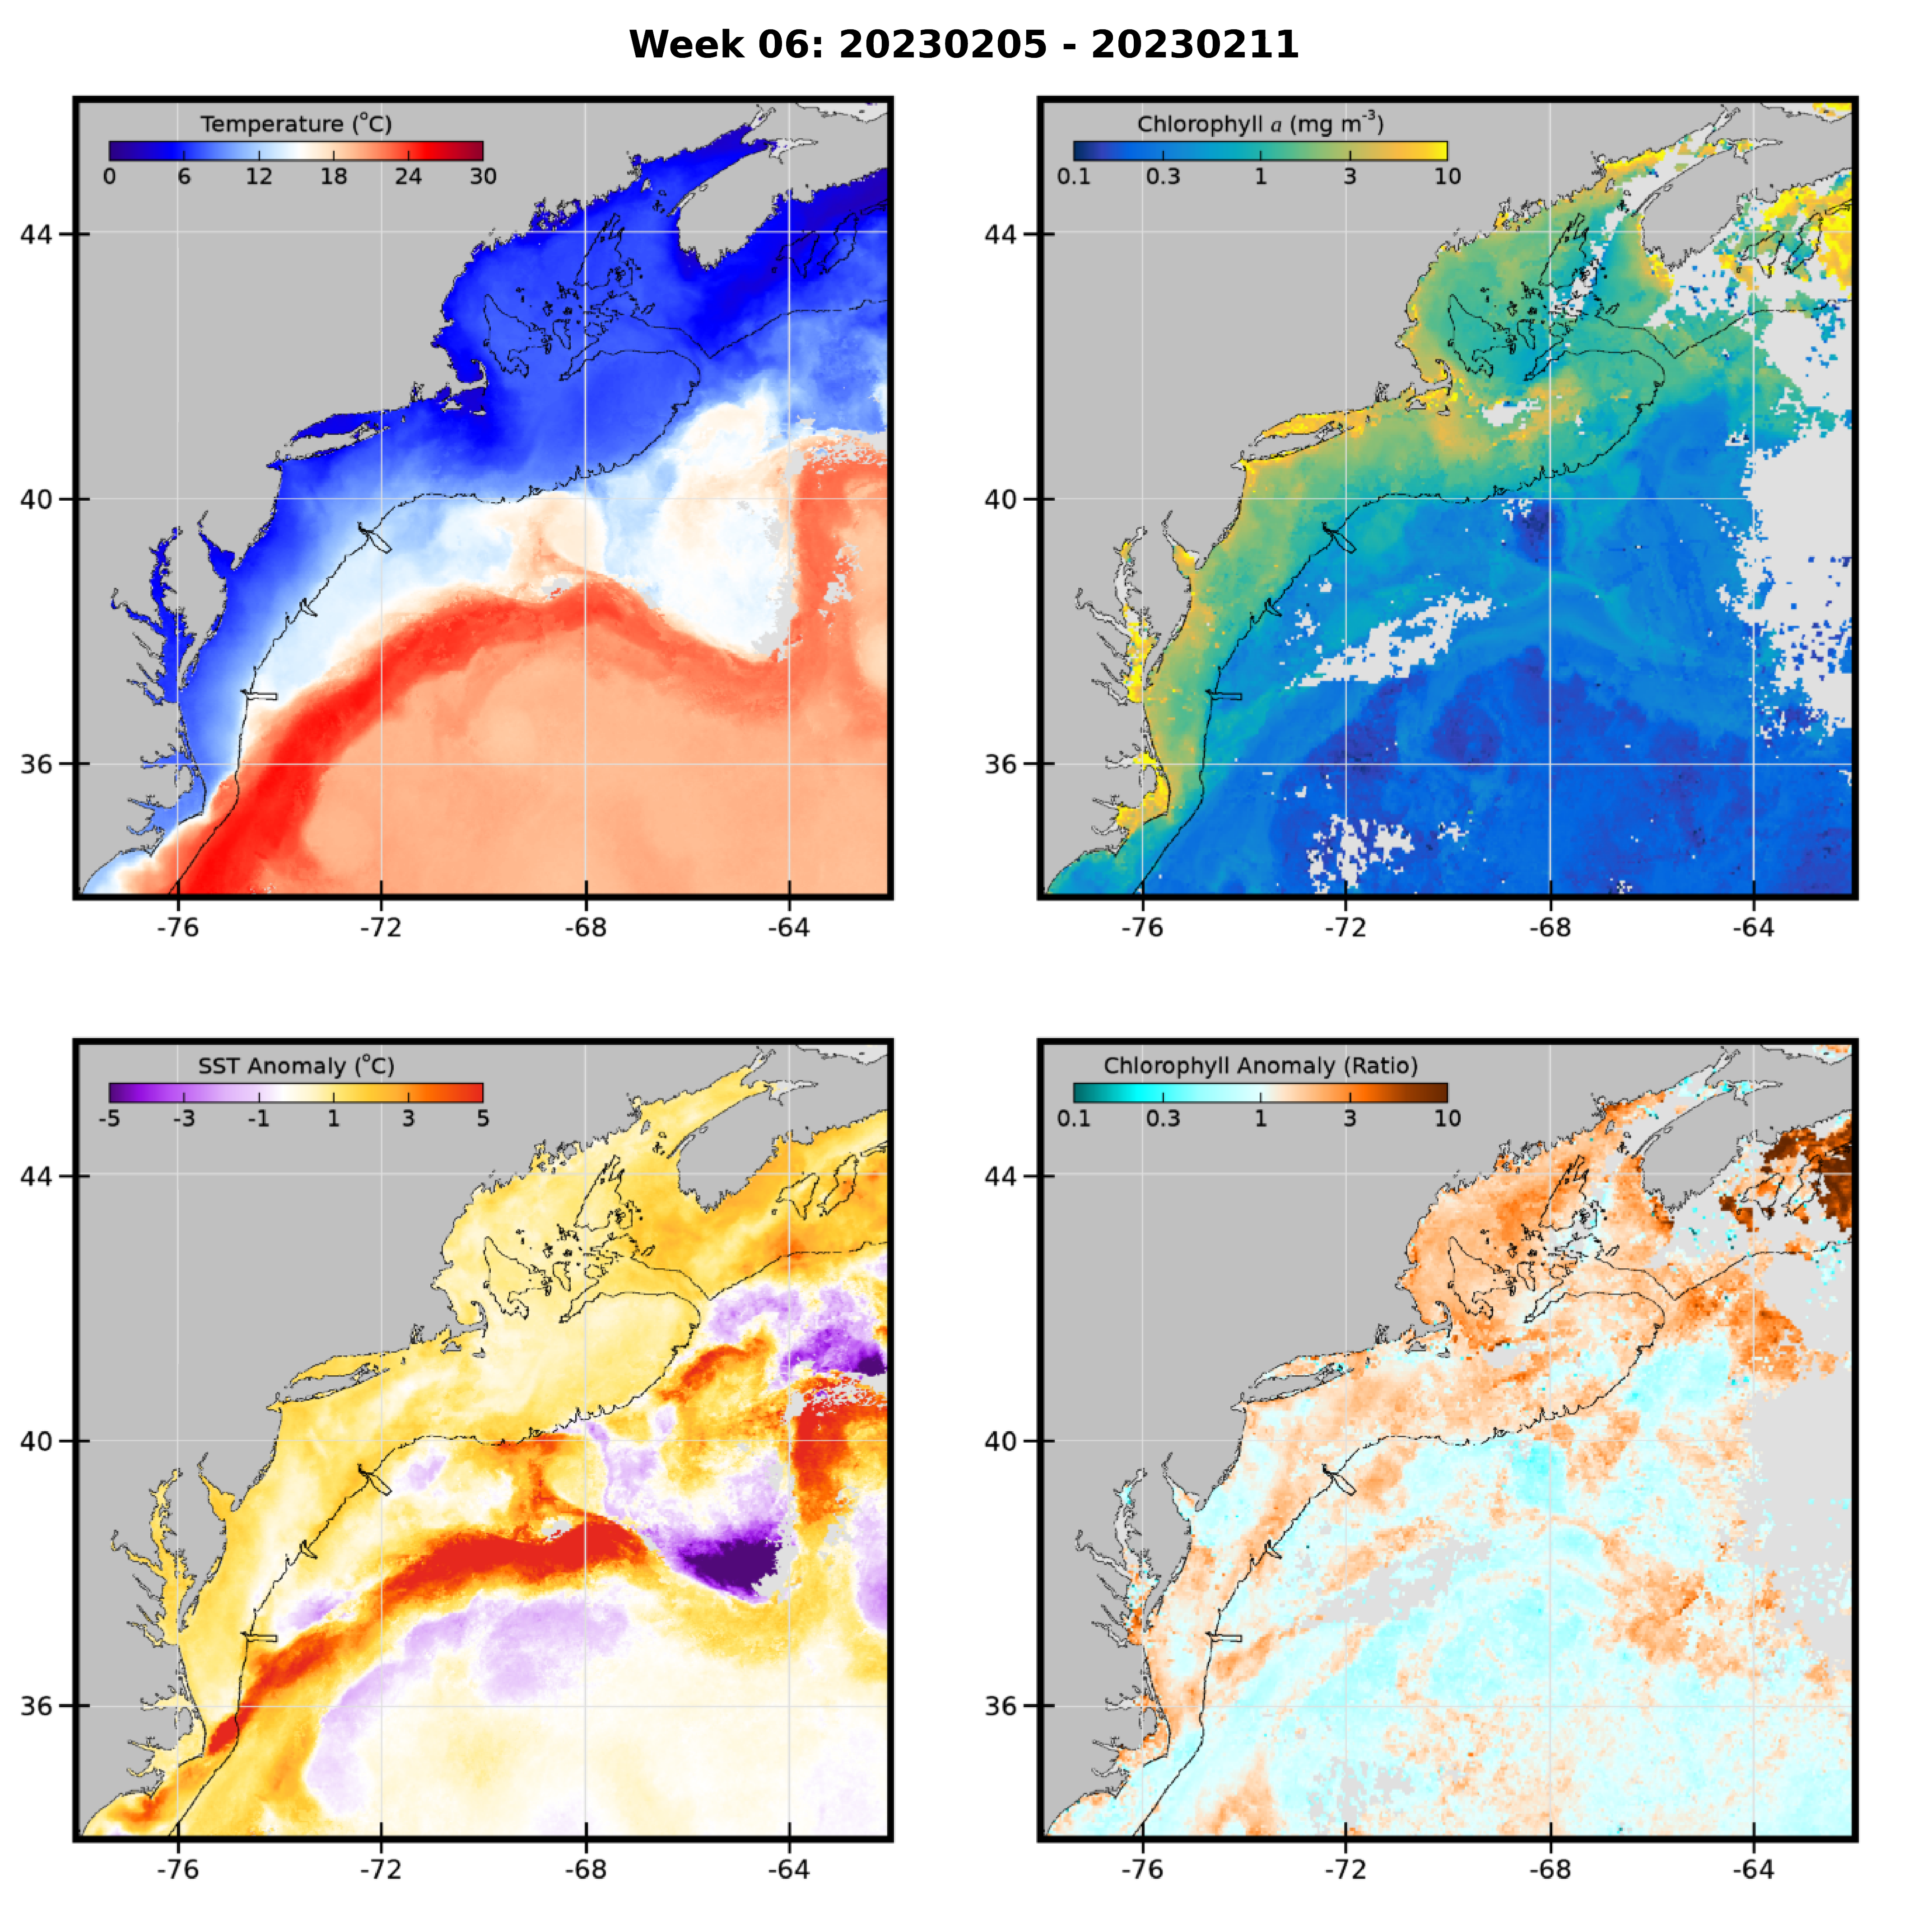 Week 06: 20230205 - 20230211
Temperature (°C)
0 6 12 18 24 30
44
40
36
-76 -72 -68 -64
Chlorophyll a (mg m-3)
0.1 0.3 1 3 10
44
40
36
-76 -72 -68 -64
SST Anomaly (°C)
-5 -3 -1 1 3 5
44
40
36
-76 -72 -68 -64
Chlorophyll Anomaly (Ratio)
0.1 0.3 1 3 10
44
40
36
-76 -72 -68 -64